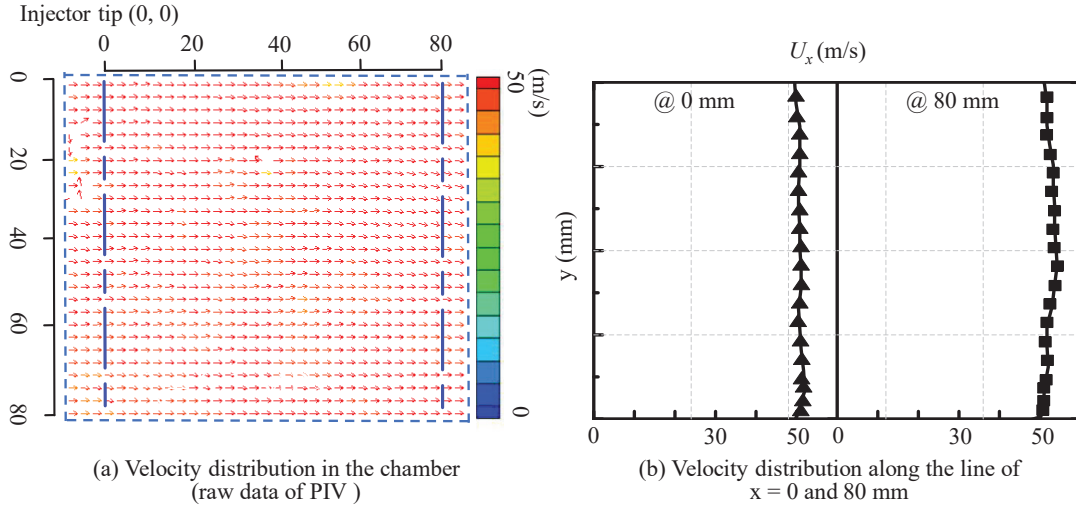 Injector tip (0, 0)
0 20 40 60 80
0
20
40
60
80
50
(m/s)
0
(a) Velocity distribution in the chamber
(raw data of PIV )
Uₓ (m/s)
@ 0 mm
@ 80 mm
y (mm)
0 30 50 0 30 50
(b) Velocity distribution along the line of
x = 0 and 80 mm